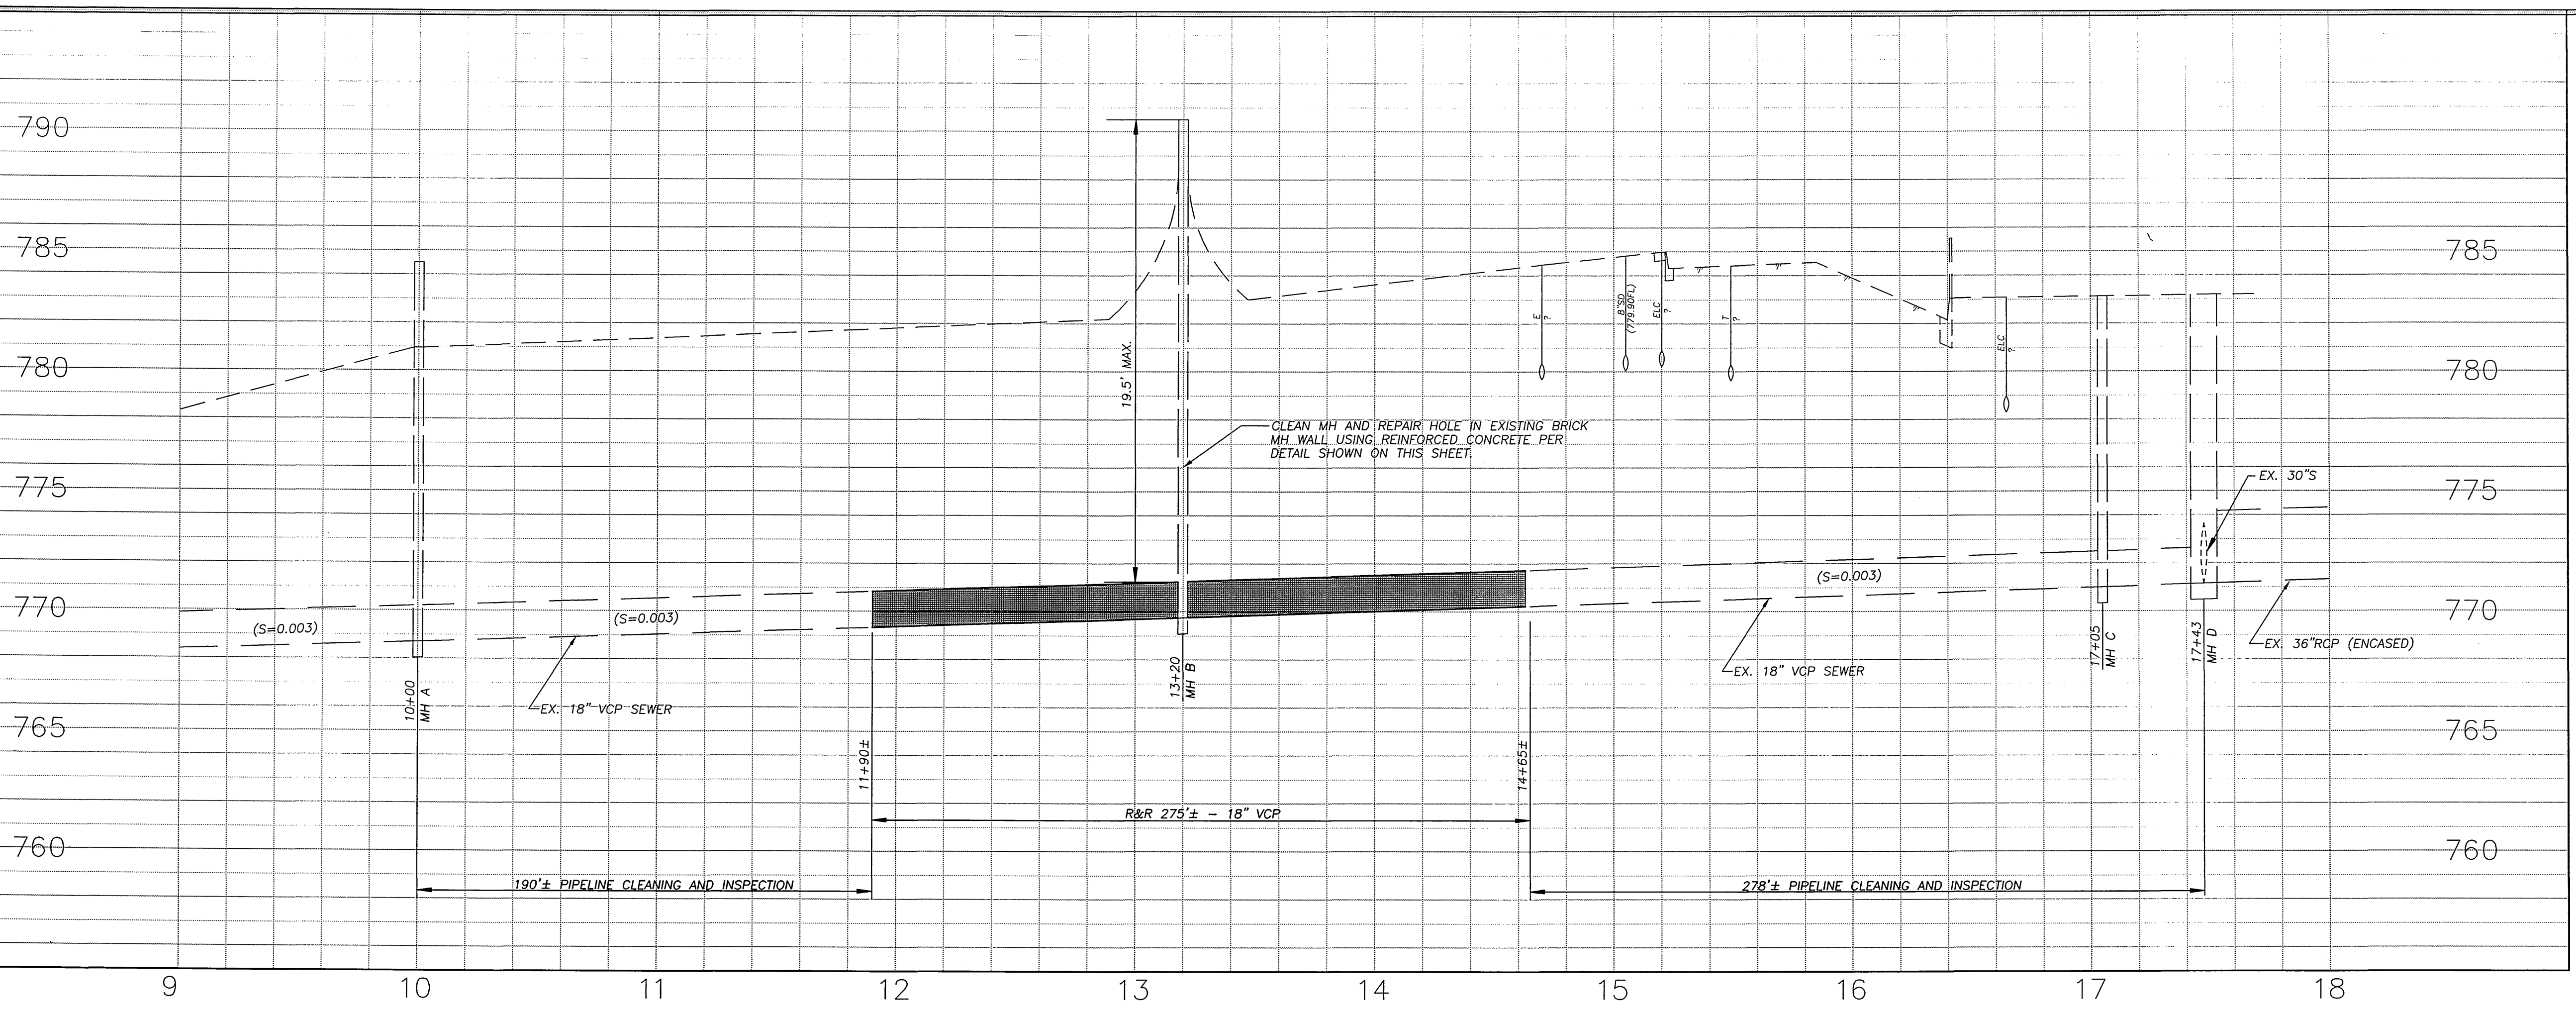 790
785
785
780
780
775
775
770
770
765
765
760
760
19.5' MAX.
CLEAN MH AND REPAIR HOLE IN EXISTING BRICK
MH WALL USING REINFORCED CONCRETE PER
DETAIL SHOWN ON THIS SHEET.
E
?
8"SD
(779.90FL)
ELC
?
T
?
ELC
?
EX. 30"S
(S=0.003)
(S=0.003)
(S=0.003)
10+00
MH A
EX. 18" VCP SEWER
11+90±
13+20
MH B
14+65±
EX. 18" VCP SEWER
17+05
MH C
17+43
MH D
EX. 36"RCP (ENCASED)
R&R 275'± – 18" VCP
190'± PIPELINE CLEANING AND INSPECTION
278'± PIPELINE CLEANING AND INSPECTION
9 10 11 12 13 14 15 16 17 18